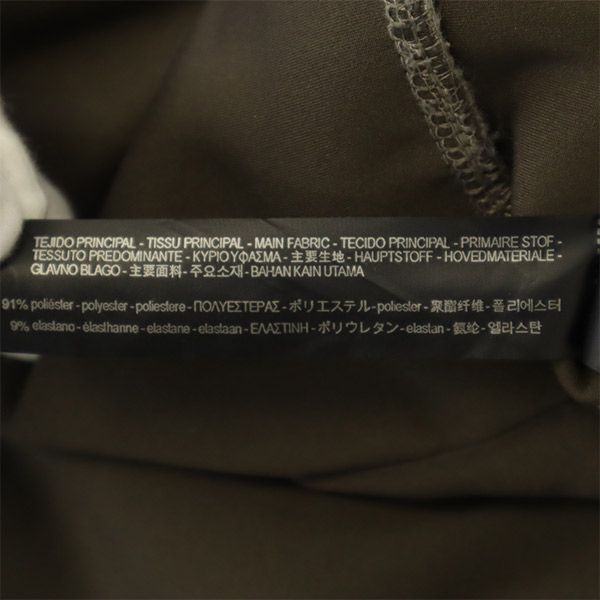 TEJIDO PRINCIPAL - TISSU PRINCIPAL - MAIN FABRIC - TECIDO PRINCIPAL - PRIMAIRE STOF -
TESSUTO PREDOMINANTE - ΚΥΡΙΟ ΥΦΑΣΜΑ - 主要生地 - HAUPTSTOFF - HOVEDMATERIALE -
GLAVNO BLAGO - 主要面料 - 주요소재 - BAHAN KAIN UTAMA
91% poliéster - polyester - poliestere - ΠΟΛΥΕΣΤΕΡΑΣ - ポリエステル - poliester - 聚酯纤维 - 폴리에스터
9% elastano - élasthanne - elastane - elastaan - ΕΛΑΣΤΙΝΗ - ポリウレタン - elastan - 氨纶 - 엘라스탄